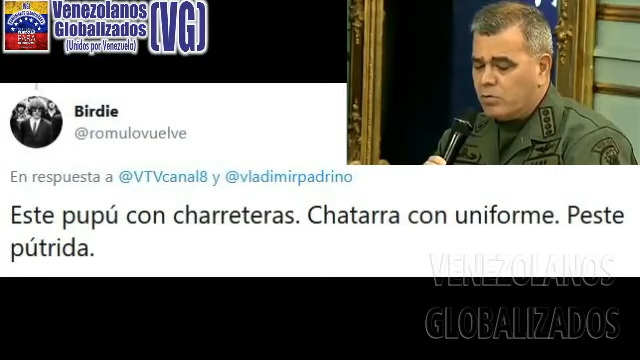 Venezolanos
Globalizados
(Unidos por Venezuela)
(VG)
Birdie
@romulovuelve
En respuesta a @VTVcanal8 y @vladimirpadrino
Este pupú con charreteras. Chatarra con uniforme. Peste
pútrida.
VENEZOLANOS
GLOBALIZADOS